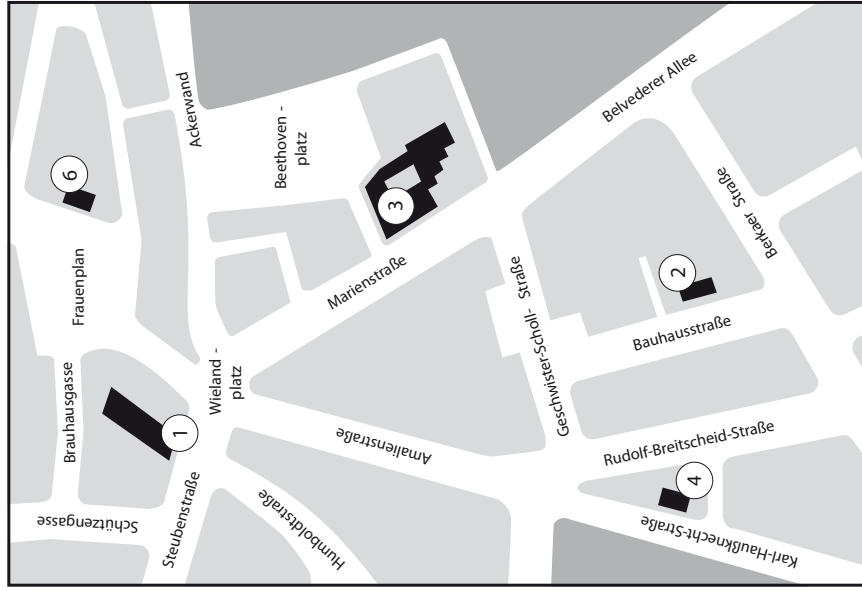 Ackerwand
Beethoven -
platz
Belvederer Allee
6
3
Berkaer Straße
Frauenplan
Marienstraße
2
Geschwister-Scholl- Straße
Bauhausstraße
Brauhausgasse
Wieland -
platz
1
Amalienstraße
Rudolf-Breitscheid-Straße
4
Schützengasse
Steubenstraße
Humboldtstraße
Karl-Haußknecht-Straße